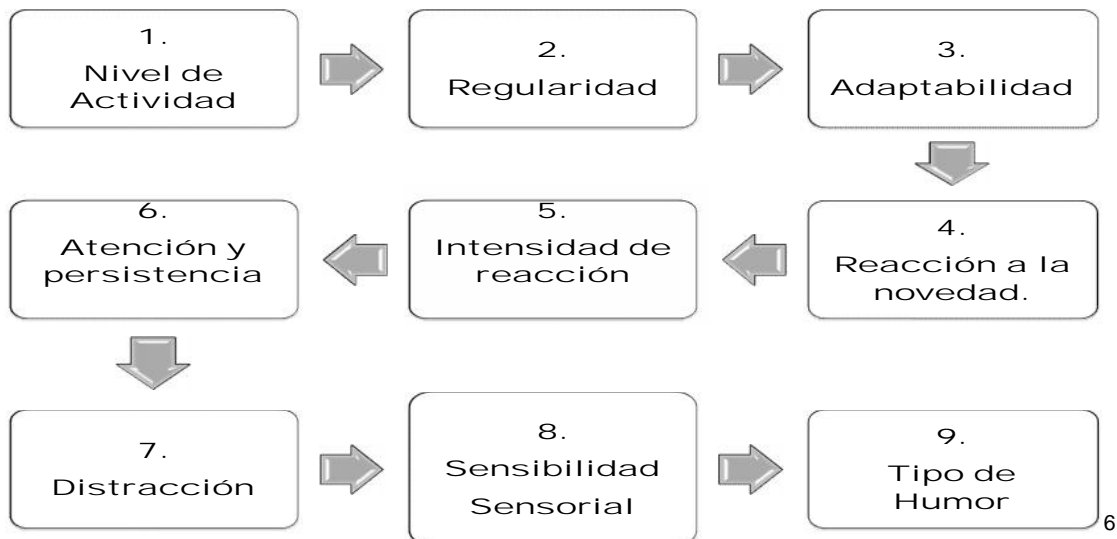 1.
Nivel de
Actividad
2.
Regularidad
3.
Adaptabilidad
4.
Reacción a la
novedad.
5.
Intensidad de
reacción
6.
Atención y
persistencia
7.
Distracción
8.
Sensibilidad
Sensorial
9.
Tipo de
Humor
6